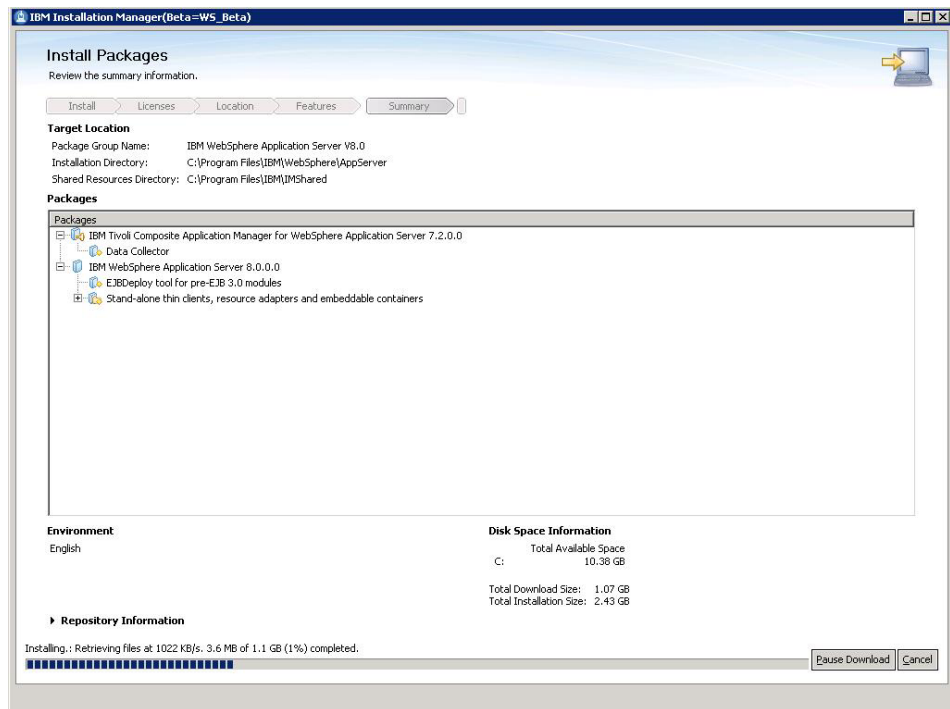 IBM Installation Manager(Beta=WS_Beta)
Install Packages
Review the summary information.
Install Licenses Location Features Summary
Target Location
Package Group Name: IBM WebSphere Application Server V8.0
Installation Directory: C:\Program Files\IBM\WebSphere\AppServer
Shared Resources Directory: C:\Program Files\IBM\IMShared
Packages
Packages
IBM Tivoli Composite Application Manager for WebSphere Application Server 7.2.0.0
Data Collector
IBM WebSphere Application Server 8.0.0.0
EJBDeploy tool for pre-EJB 3.0 modules
Stand-alone thin clients, resource adapters and embeddable containers
Environment
English
Disk Space Information
Total Available Space
C: 10.38 GB
Total Download Size: 1.07 GB
Total Installation Size: 2.43 GB
Repository Information
Installing.: Retrieving files at 1022 KB/s. 3.6 MB of 1.1 GB (1%) completed.
Pause Download Cancel